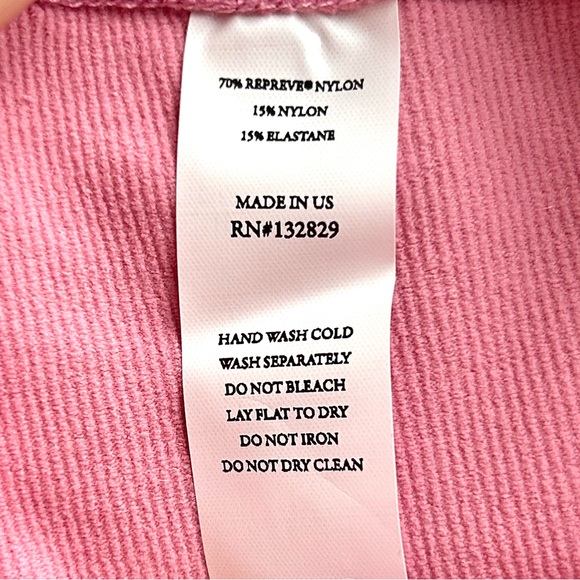 70% REPREVE® NYLON
15% NYLON
15% ELASTANE
MADE IN US
RN#132829
HAND WASH COLD
WASH SEPARATELY
DO NOT BLEACH
LAY FLAT TO DRY
DO NOT IRON
DO NOT DRY CLEAN